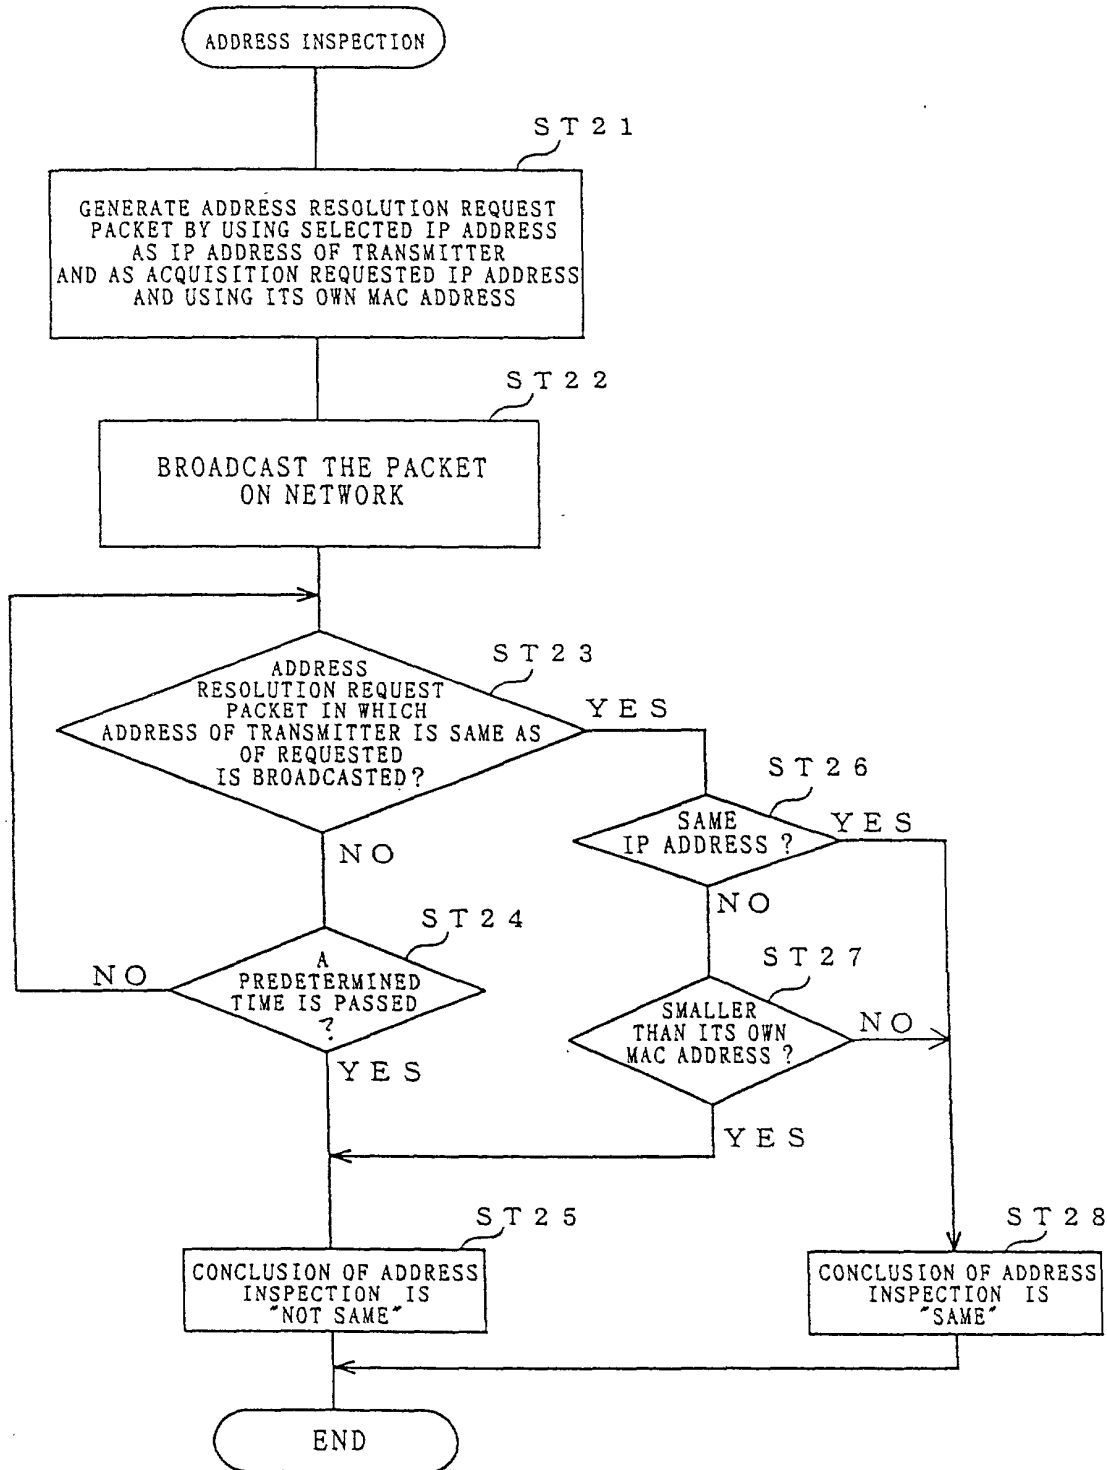 ADDRESS INSPECTION
ST21
GENERATE ADDRESS RESOLUTION REQUEST
PACKET BY USING SELECTED IP ADDRESS
AS IP ADDRESS OF TRANSMITTER
AND AS ACQUISITION REQUESTED IP ADDRESS
AND USING ITS OWN MAC ADDRESS
ST22
BROADCAST THE PACKET
ON NETWORK
ST23
ADDRESS
RESOLUTION REQUEST
PACKET IN WHICH
ADDRESS OF TRANSMITTER IS SAME AS
OF REQUESTED
IS BROADCASTED?
YES
NO
ST26
SAME
IP ADDRESS ?
YES
NO
ST24
A
PREDETERMINED
TIME IS PASSED
?
NO
YES
ST27
SMALLER
THAN ITS OWN
MAC ADDRESS ?
NO
YES
ST25
CONCLUSION OF ADDRESS
INSPECTION IS
"NOT SAME"
ST28
CONCLUSION OF ADDRESS
INSPECTION IS
"SAME"
END